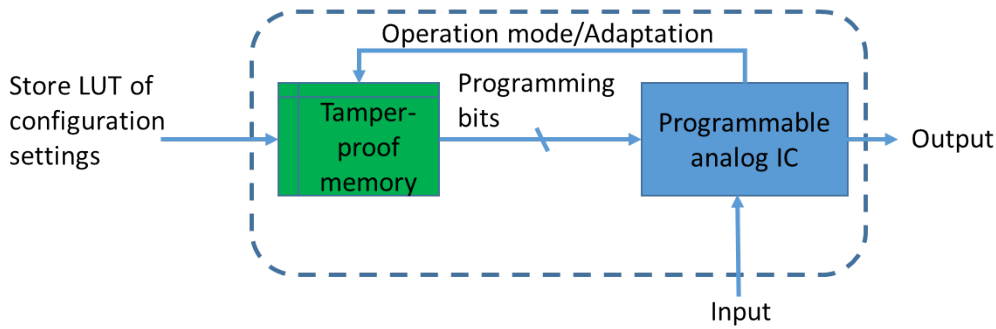 Operation mode/Adaptation
Store LUT of
configuration
settings
Tamper-
proof
memory
Programming
bits
Programmable
analog IC
Output
Input